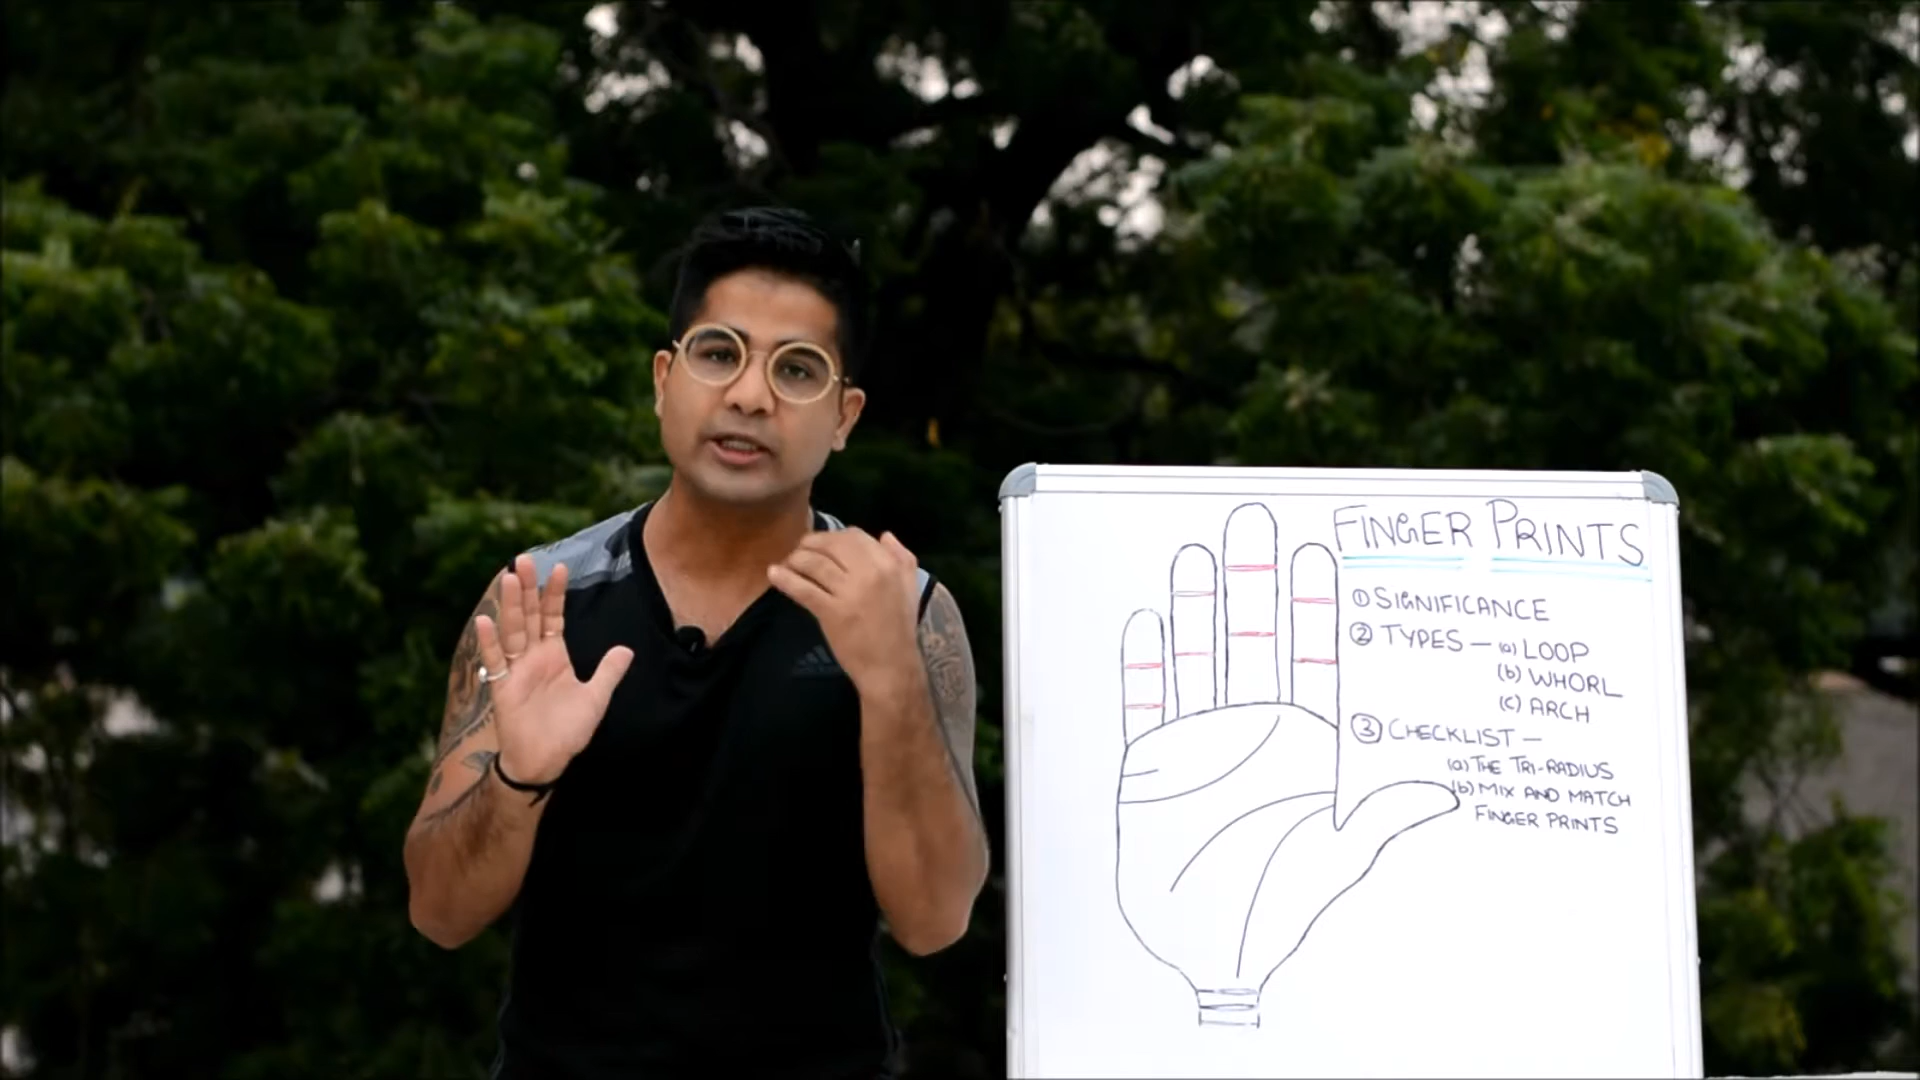 FINGER PRINTS
① SIGNIFICANCE
② TYPES — (a) LOOP
(b) WHORL
(c) ARCH
③ CHECKLIST —
(a) THE TRI-RADIUS
(b) MIX AND MATCH
FINGER PRINTS